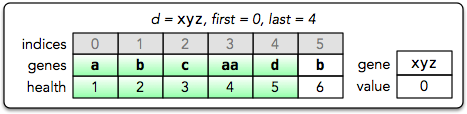 d = xyz, first = 0, last = 4
indices 0 1 2 3 4 5
genes a b c aa d b gene xyz
health 1 2 3 4 5 6 value 0